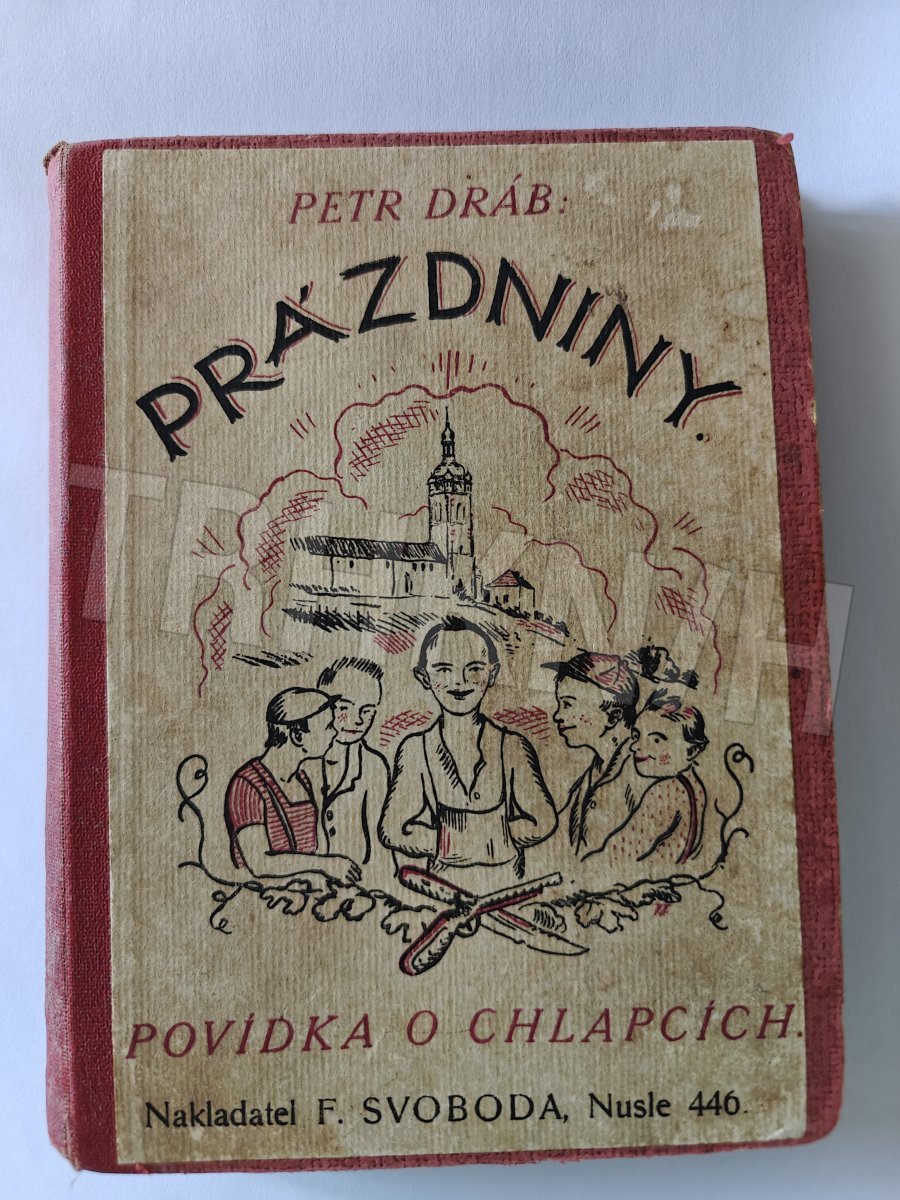 PETR DRÁB:
PRÁZDNINY.
POVÍDKA O CHLAPCÍCH.
Nakladatel F. SVOBODA, Nusle 446.